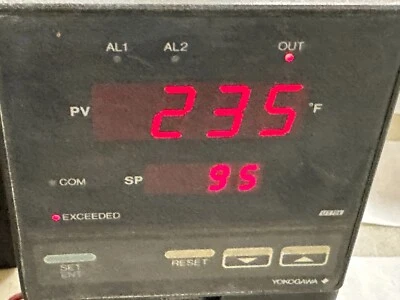 AL1 AL2 OUT
PV 235 °F
COM SP 95
EXCEEDED
SET
ENT RESET
YOKOGAWA